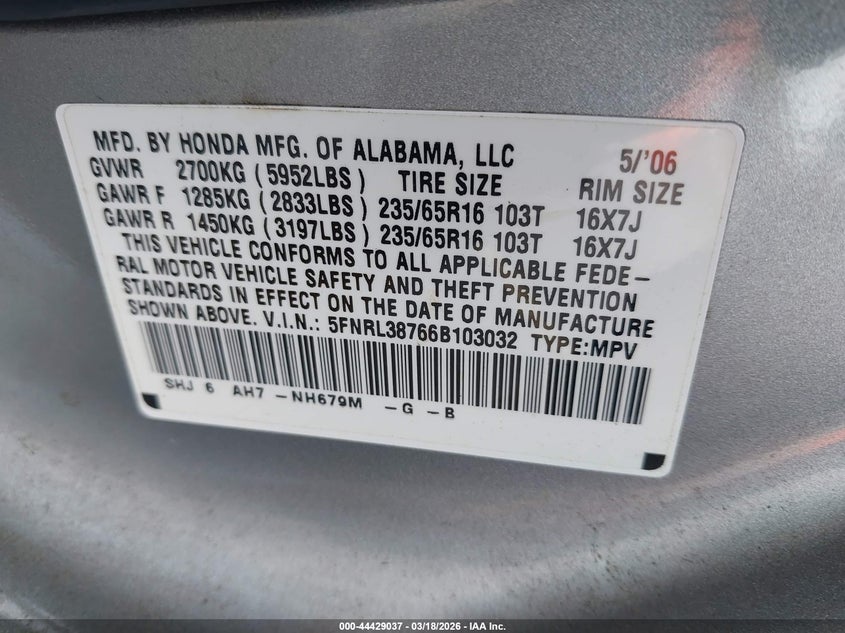 MFD. BY HONDA MFG. OF ALABAMA, LLC 5/'06
GVWR 2700KG (5952LBS) TIRE SIZE RIM SIZE
GAWR F 1285KG (2833LBS) 235/65R16 103T 16X7J
GAWR R 1450KG (3197LBS) 235/65R16 103T 16X7J
THIS VEHICLE CONFORMS TO ALL APPLICABLE FEDE-
RAL MOTOR VEHICLE SAFETY AND THEFT PREVENTION
STANDARDS IN EFFECT ON THE DATE OF MANUFACTURE
SHOWN ABOVE. V.I.N.: 5FNRL38766B103032 TYPE:MPV
SHJ 6 AH7 -NH679M -G -B
000-44429037 - 03/18/2026 - IAA Inc.